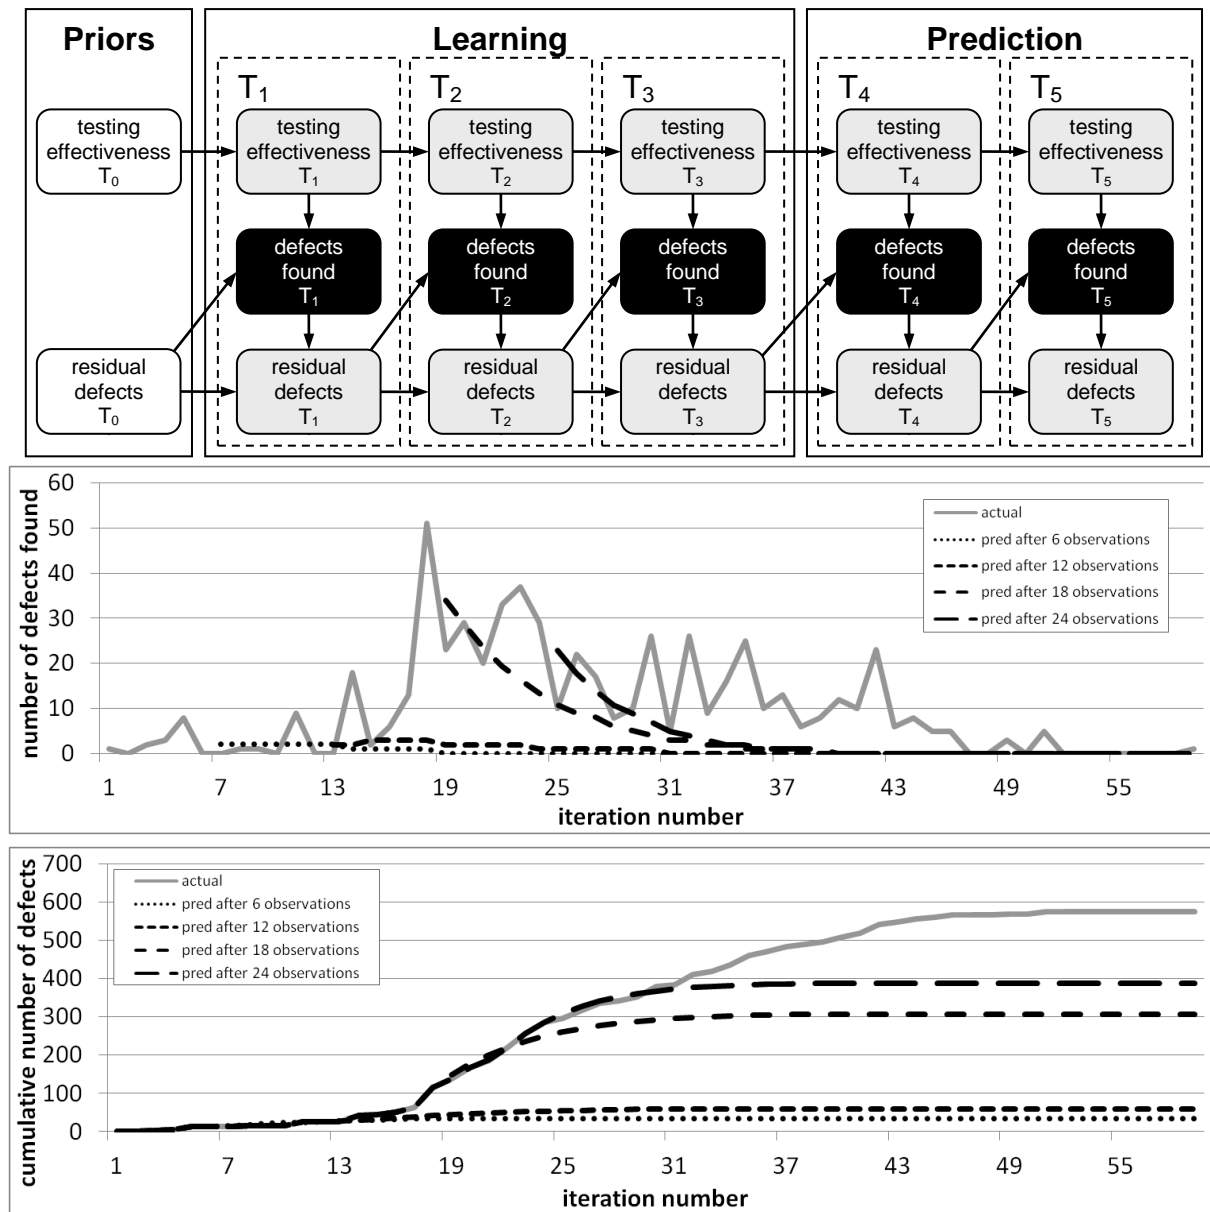 Priors
Learning
Prediction
T1
T2
T3
T4
T5
testing
effectiveness
T0
testing
effectiveness
T1
testing
effectiveness
T2
testing
effectiveness
T3
testing
effectiveness
T4
testing
effectiveness
T5
defects
found
T1
defects
found
T2
defects
found
T3
defects
found
T4
defects
found
T5
residual
defects
T0
residual
defects
T1
residual
defects
T2
residual
defects
T3
residual
defects
T4
residual
defects
T5
number of defects found
60
50
40
30
20
10
0
actual
pred after 6 observations
pred after 12 observations
pred after 18 observations
pred after 24 observations
1 7 13 19 25 31 37 43 49 55
iteration number
cumulative number of defects
700
600
500
400
300
200
100
0
actual
pred after 6 observations
pred after 12 observations
pred after 18 observations
pred after 24 observations
1 7 13 19 25 31 37 43 49 55
iteration number